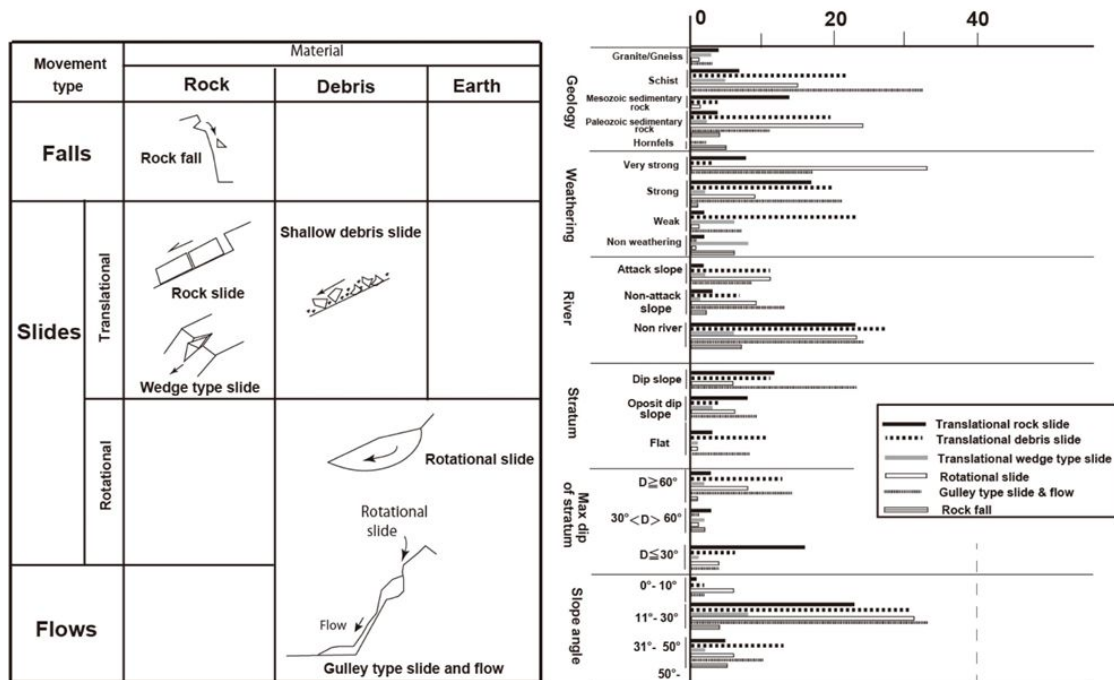 Movement
type
Material
Rock
Debris
Earth
Falls
Rock fall
Slides
Translational
Rock slide
Wedge type slide
Shallow debris slide
Rotational
Rotational slide
Rotational
slide
Flows
Flow
Gulley type slide and flow
0
20
40
Geology
Granite/Gneiss
Schist
Mesozoic sedimentary
rock
Paleozoic sedimentary
rock
Hornfels
Weathering
Very strong
Strong
Weak
Non weathering
River
Attack slope
Non-attack
slope
Non river
Stratum
Dip slope
Oposit dip
slope
Flat
Max dip
of stratum
D≧60°
30°<D> 60°
D≦30°
Slope angle
0°- 10°
11°- 30°
31°- 50°
50°-
Translational rock slide
Translational debris slide
Translational wedge type slide
Rotational slide
Gulley type slide & flow
Rock fall